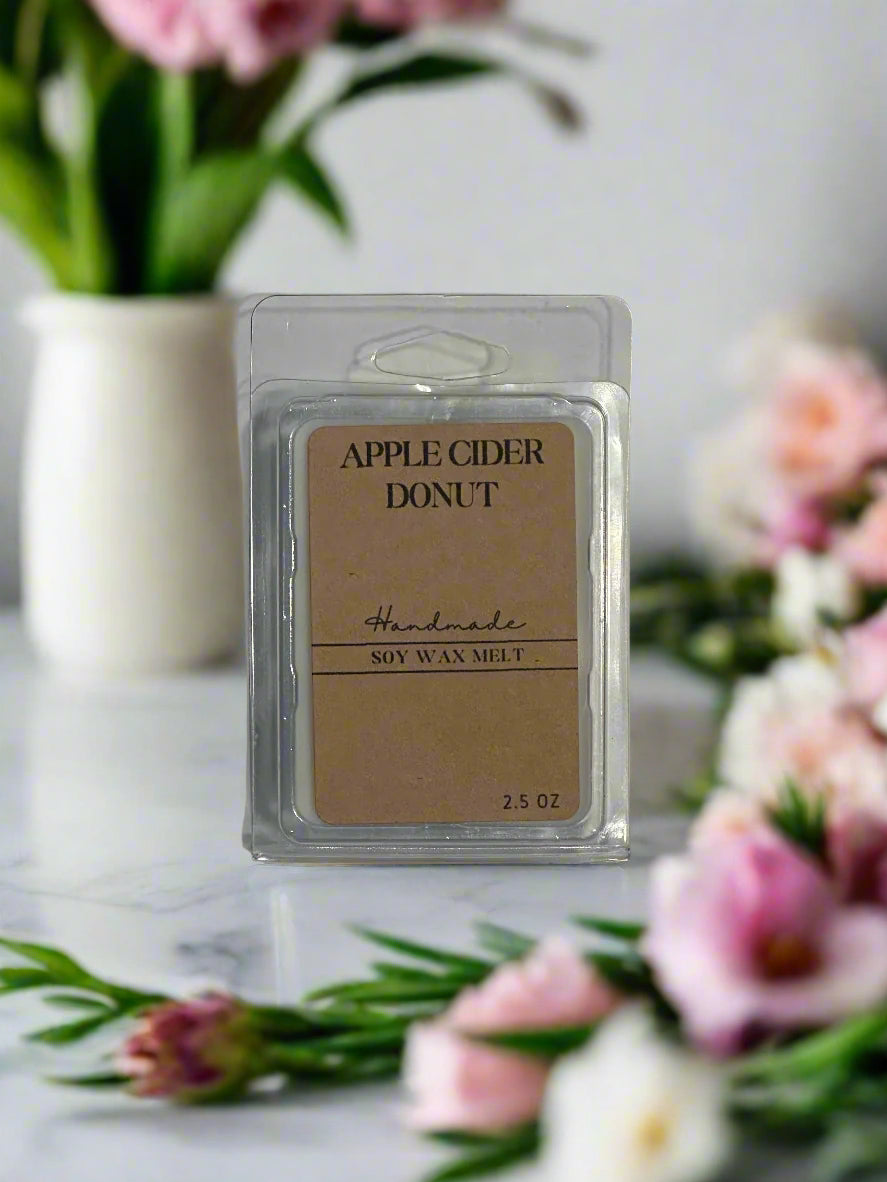 APPLE CIDER
DONUT
Handmade
SOY WAX MELT
2.5 OZ